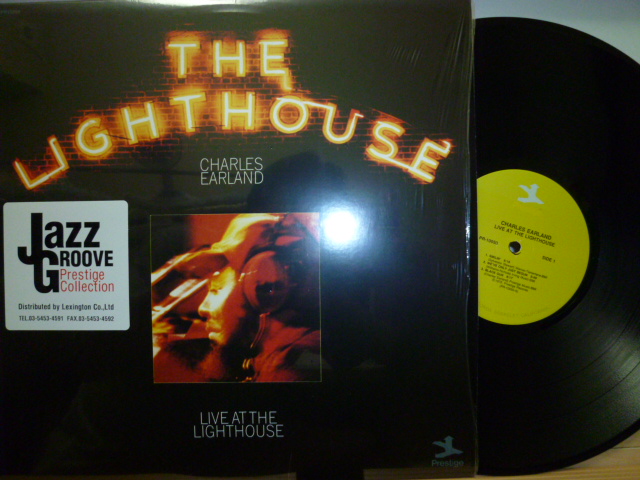 THE
LIGHTHOUSE
CHARLES
EARLAND
Jazz
GROOVE
Prestige
Collection
Distributed by Lexington Co,.Ltd
TEL.03-5453-4591 FAX.03-5453-4592
LIVE AT THE
LIGHTHOUSE
Prestige
CHARLES EARLAND
LIVE AT THE LIGHTHOUSE
SIDE 1